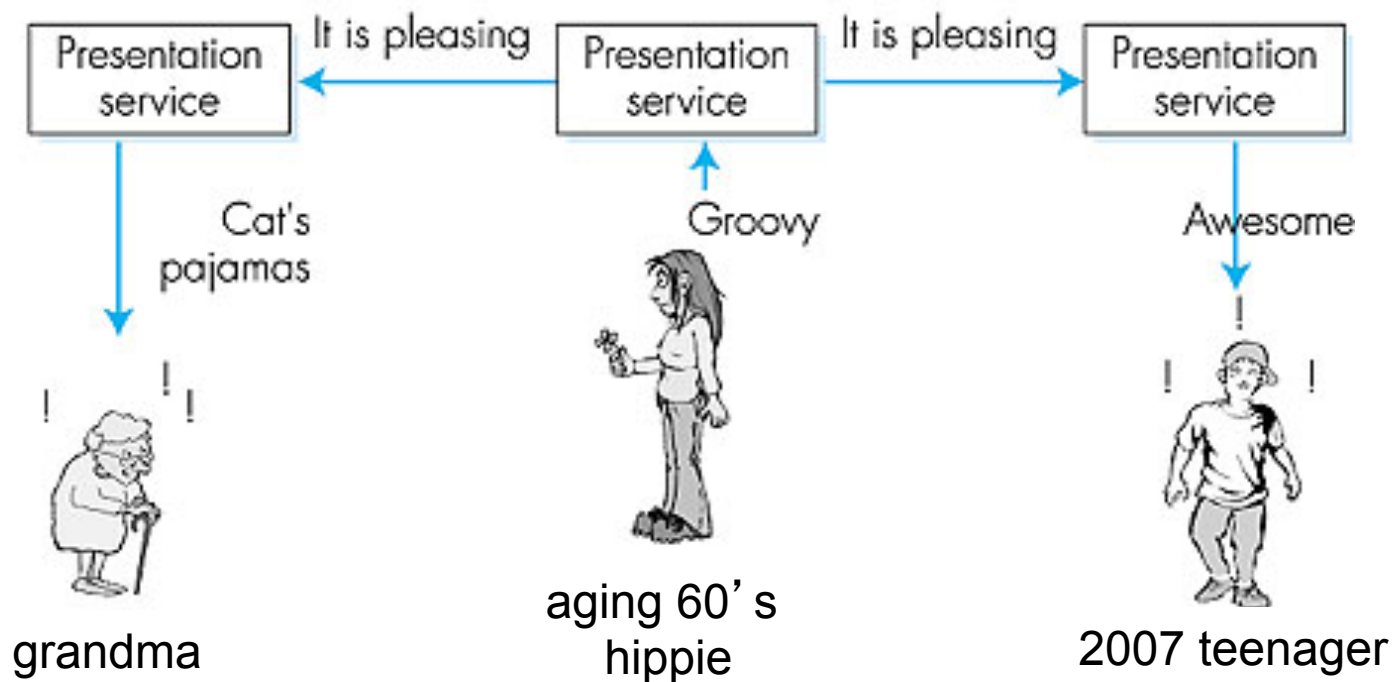 Presentation
service
It is pleasing
Presentation
service
It is pleasing
Presentation
service
Cat's
pajamas
Groovy
Awesome
! ! !
! ! !
grandma
aging 60’s
hippie
2007 teenager